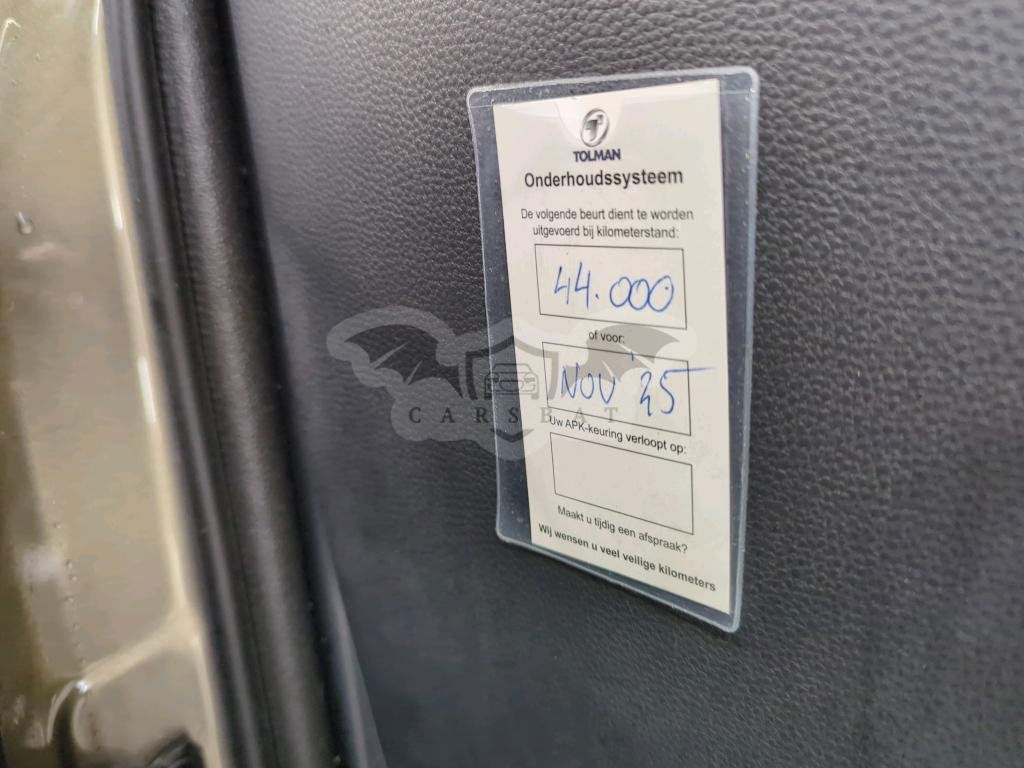 TOLMAN
Onderhoudssysteem
De volgende beurt dient te worden
uitgevoerd bij kilometerstand:
44.000
of voor:
NOV '25
CARSBAT
Uw APK-keuring verloopt op:
Maakt u tijdig een afspraak?
Wij wensen u veel veilige kilometers